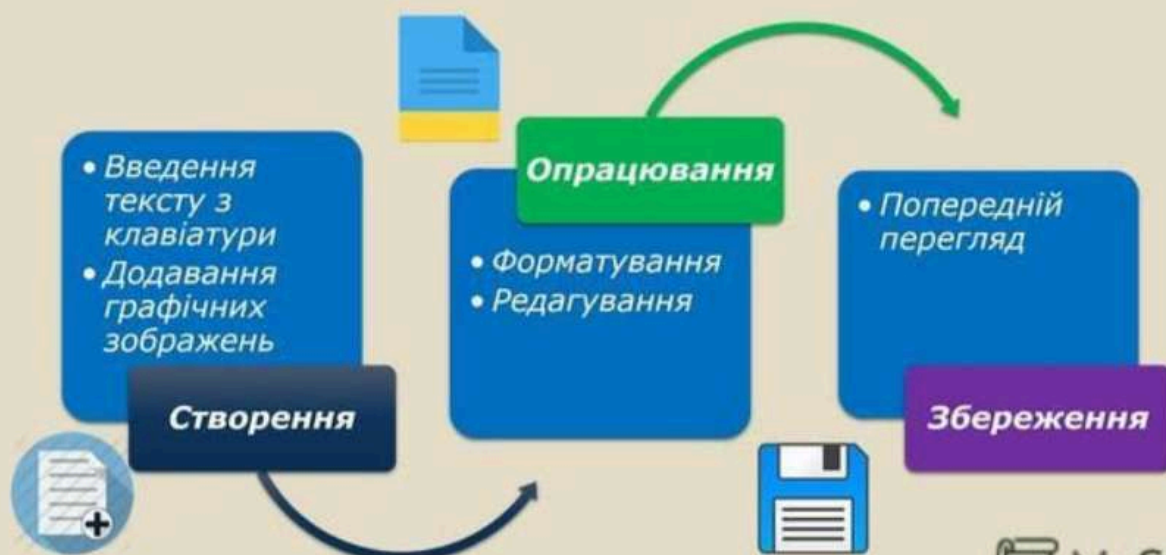 • Введення
тексту з
клавіатури
• Додавання
графічних
зображень
Створення
Опрацювання
• Форматування
• Редагування
• Попередній
перегляд
Збереження